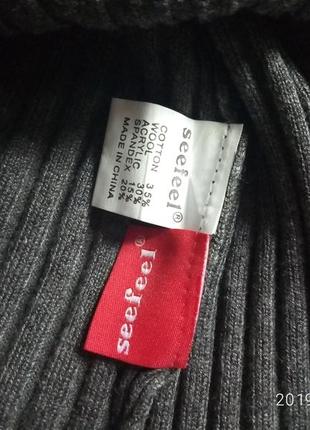 seefeel®
COTTON 35%
WOOL 30%
ACRYLIC 15%
SPANDEX 20%
MADE IN CHINA
seefeel®
2019